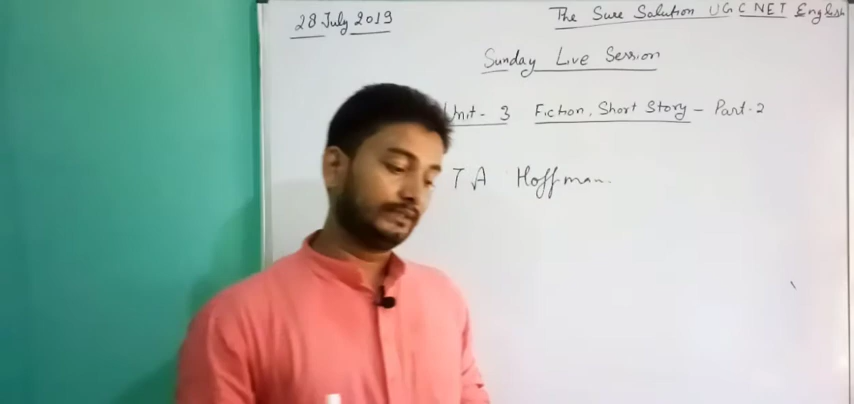 28 July 2019
The Sure Solution UGC NET English
Sunday Live Session
Unit - 3 Fiction, Short Story - Part-2
T A Hoffman